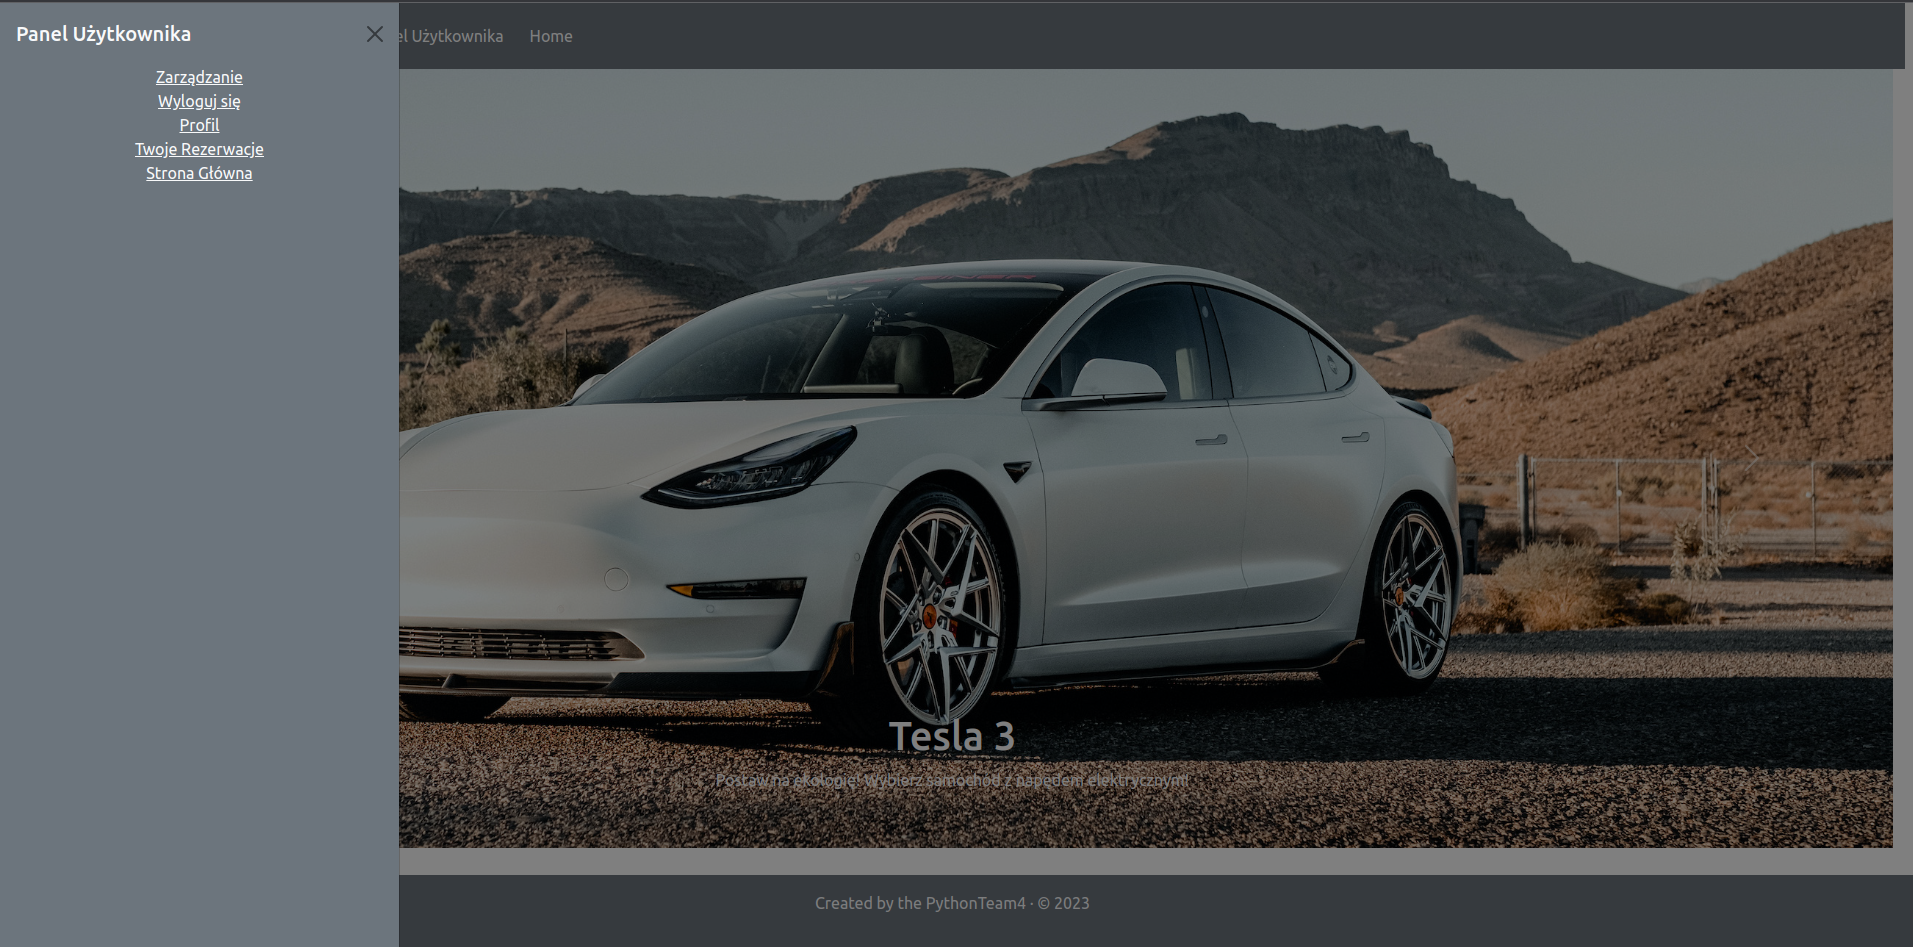 Panel Użytkownika
el Użytkownika Home
Zarządzanie
Wyloguj się
Profil
Twoje Rezerwacje
Strona Główna
Tesla 3
Postaw na ekologię! Wybierz samochód z napędem elektrycznym!
Created by the PythonTeam4 · © 2023